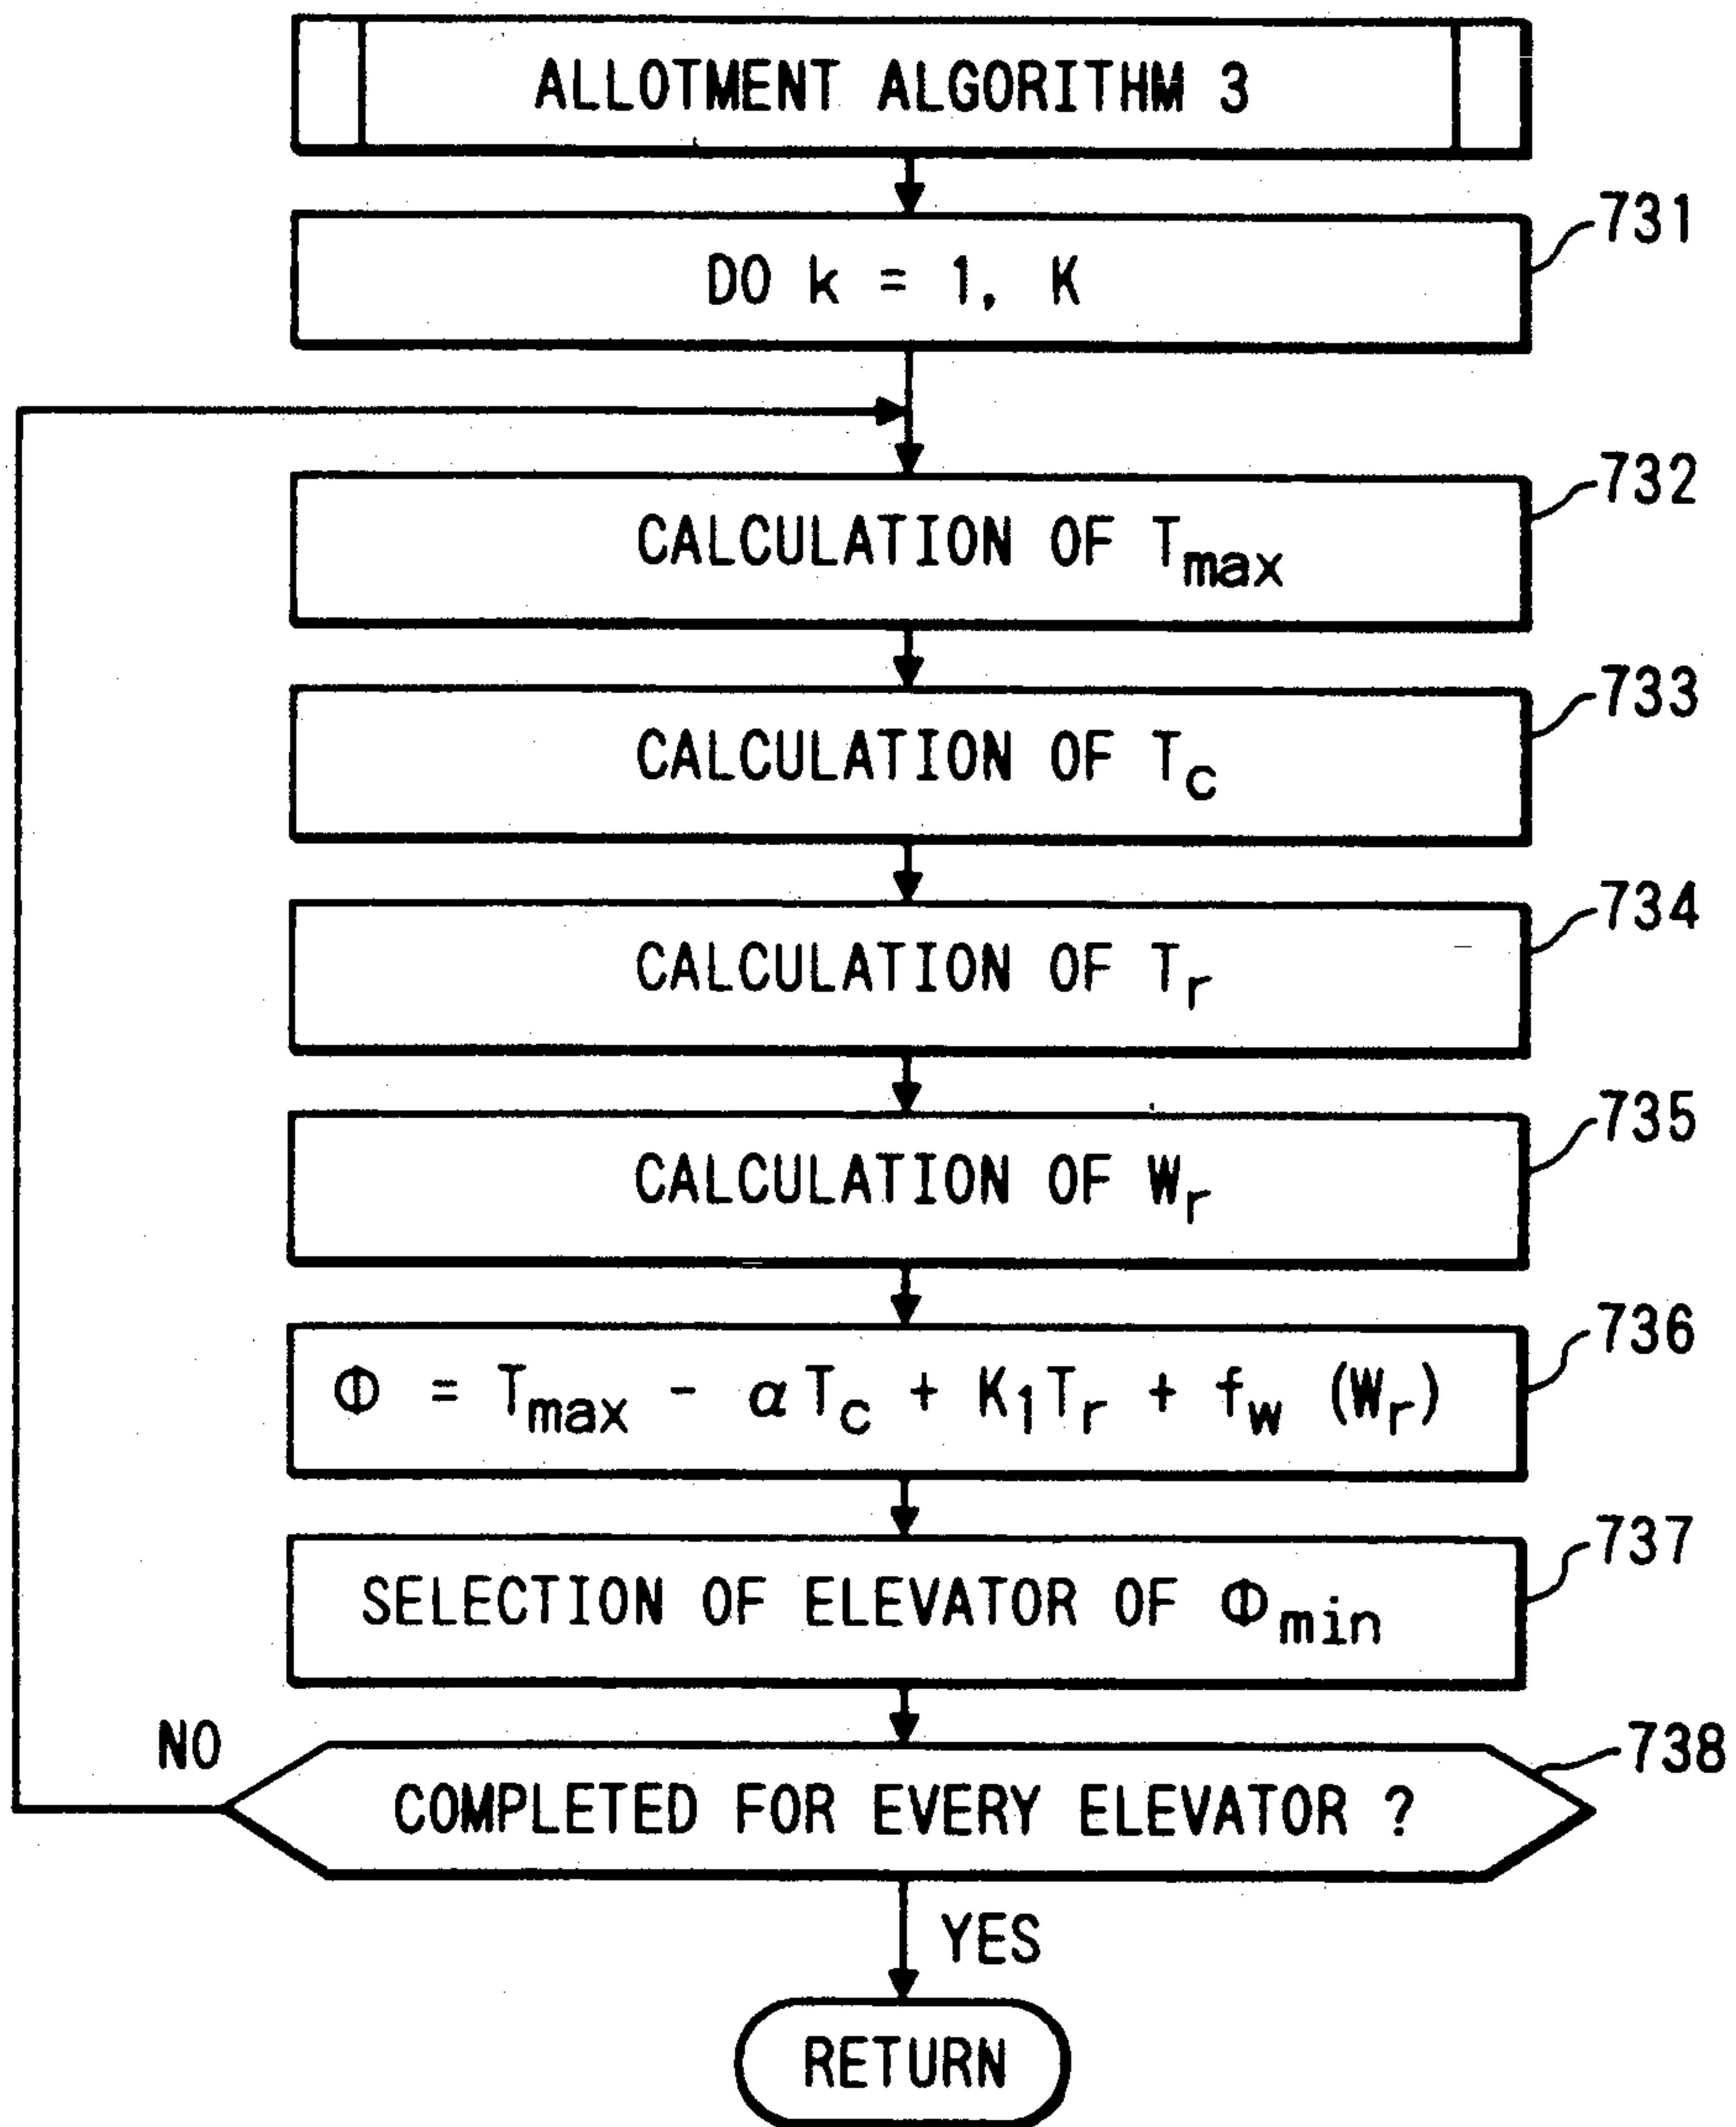 ALLOTMENT ALGORITHM 3
731
DO k = 1, K
732
CALCULATION OF Tmax
733
CALCULATION OF Tc
734
CALCULATION OF Tr
735
CALCULATION OF Wr
736
Φ = Tmax - αTc + K1Tr + fw (Wr)
737
SELECTION OF ELEVATOR OF Φmin
NO
738
COMPLETED FOR EVERY ELEVATOR ?
YES
RETURN